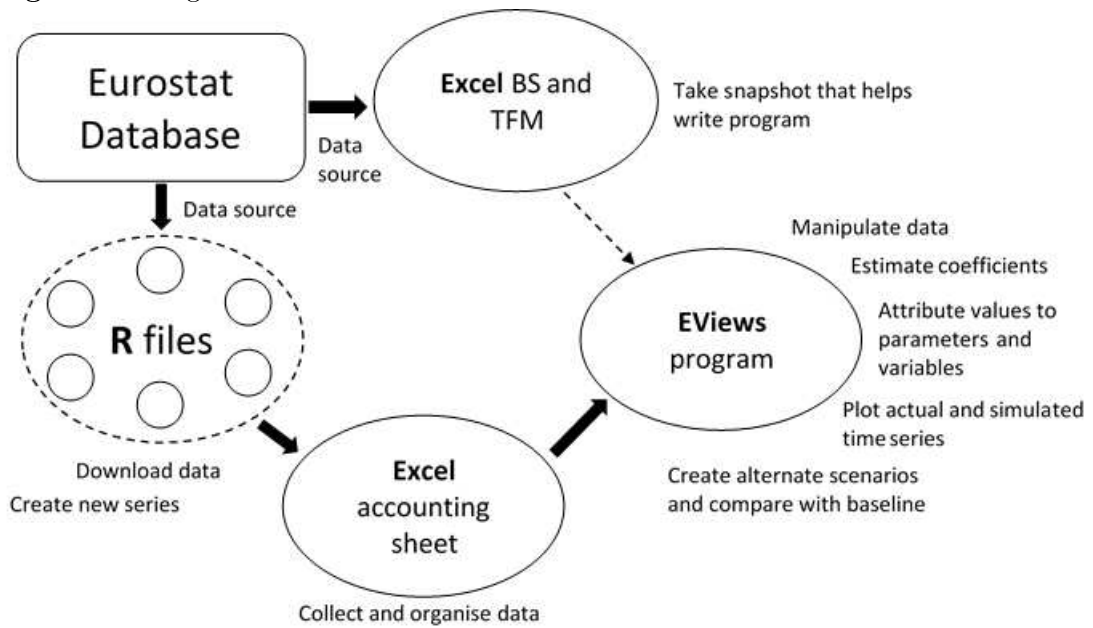 Eurostat
Database
Excel BS and
TFM
Take snapshot that helps
write program
Data
source
Data source
Manipulate data
Estimate coefficients
Attribute values to
parameters and
variables
EViews
program
R files
Plot actual and simulated
time series
Download data
Create new series
Excel
accounting
sheet
Create alternate scenarios
and compare with baseline
Collect and organise data